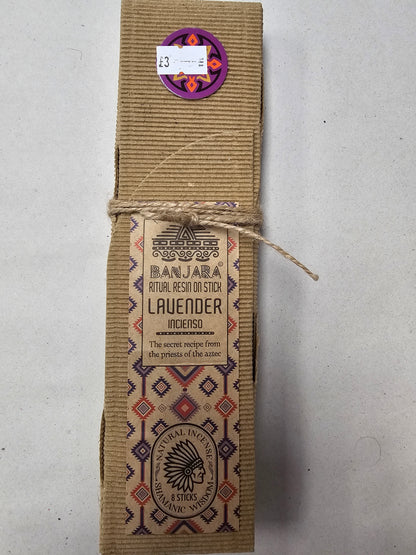 £3
BANJARA®
RITUAL RESIN ON STICK
LAVENDER
INCIENSO
The secret recipe from
the priests of the aztec
NATURAL INCENSE
8 STICKS
SHAMANIC WISDOM